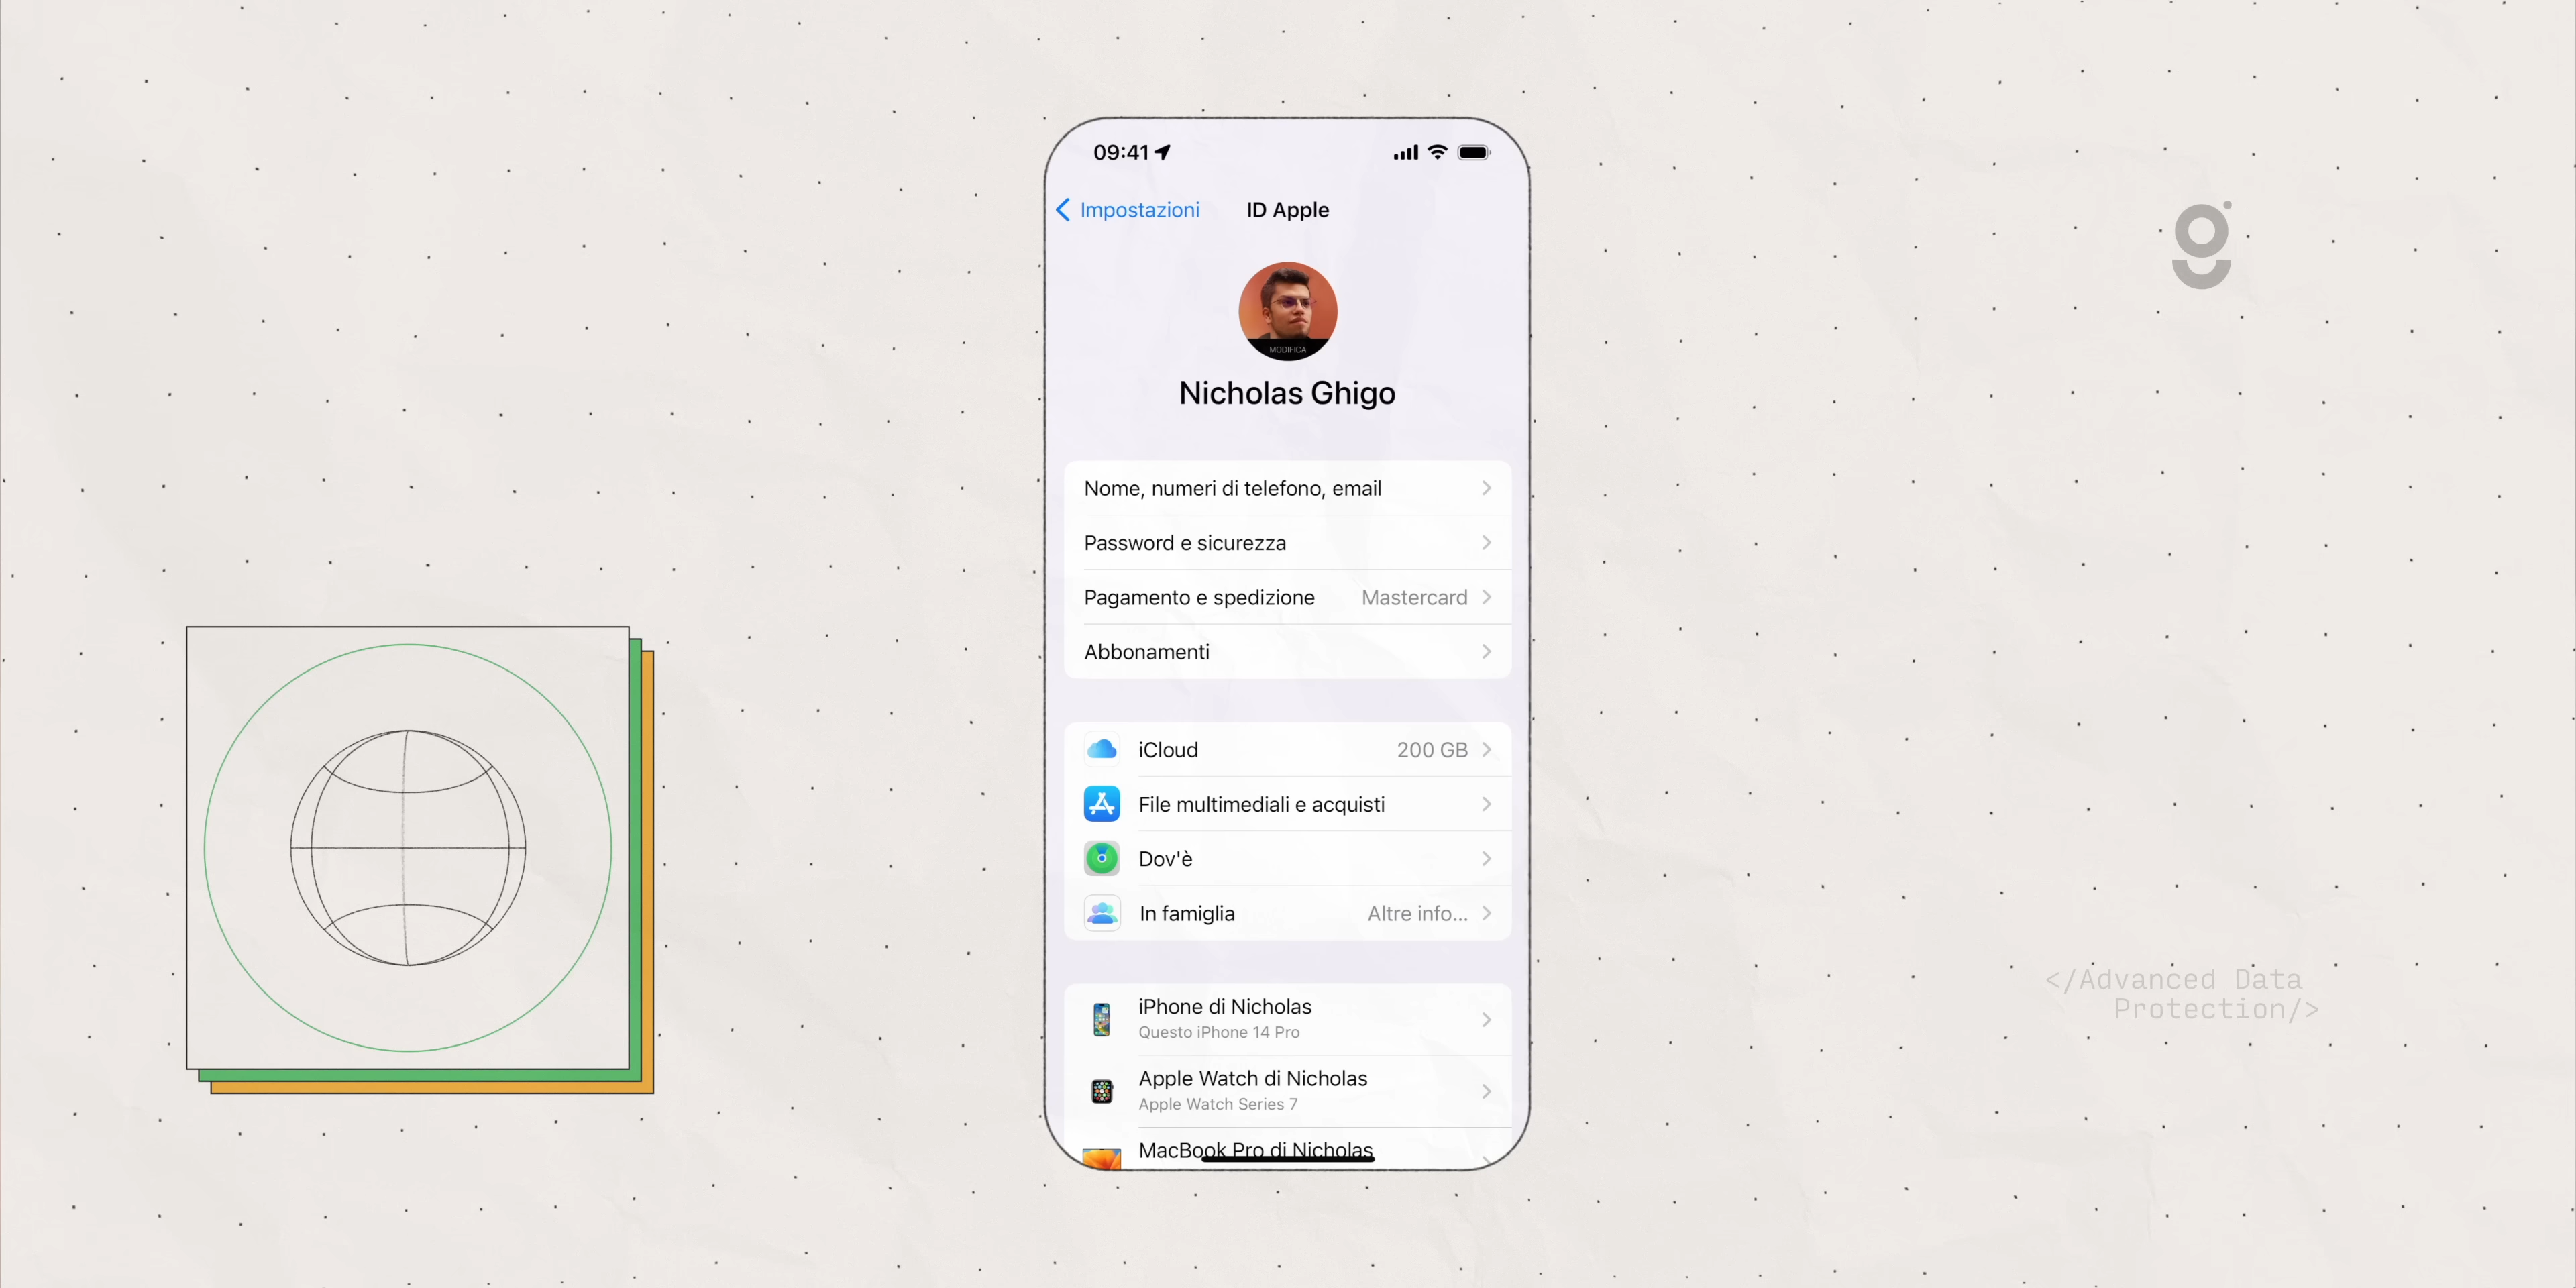 09:41
Impostazioni ID Apple
MODIFICA
Nicholas Ghigo
Nome, numeri di telefono, email
Password e sicurezza
Pagamento e spedizione Mastercard
Abbonamenti
iCloud 200 GB
File multimediali e acquisti
Dov'è
In famiglia Altre info...
iPhone di Nicholas
Questo iPhone 14 Pro
Apple Watch di Nicholas
Apple Watch Series 7
MacBook Pro di Nicholas
</Advanced Data
Protection/>